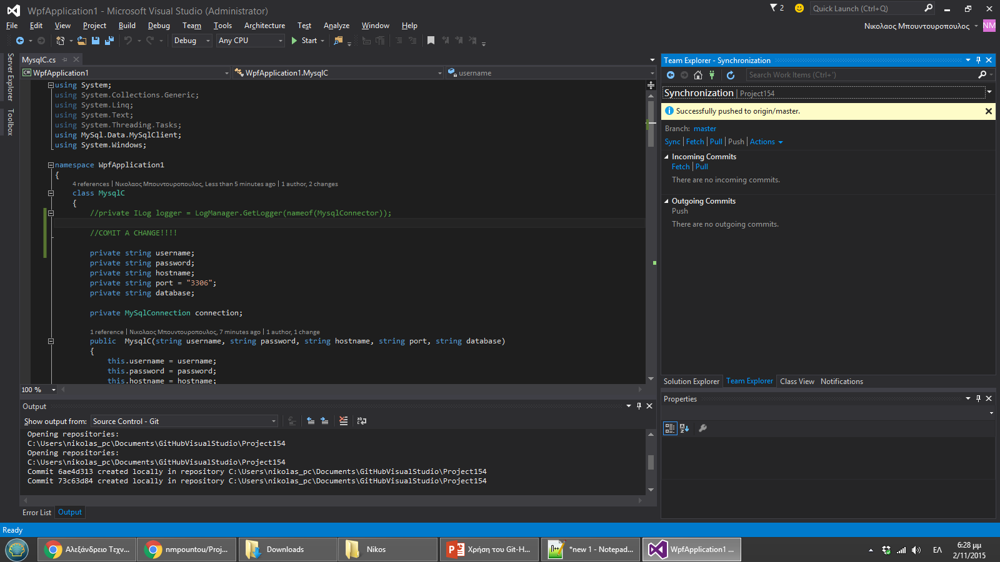 WpfApplication1 - Microsoft Visual Studio (Administrator)
2
Quick Launch (Ctrl+Q)
File Edit View Project Build Debug Team Tools Architecture Test Analyze Window Help
Νικολαος Μπουντουροπουλος
NM
Debug
Any CPU
Start
Server Explorer
Toolbox
MysqlC.cs
WpfApplication1
WpfApplication1.MysqlC
username
using System;
using System.Collections.Generic;
using System.Linq;
using System.Text;
using System.Threading.Tasks;
using MySql.Data.MySqlClient;
using System.Windows;
namespace WpfApplication1
{
4 references | Νικολαος Μπουντουροπουλος, Less than 5 minutes ago | 1 author, 2 changes
class MysqlC
{
//private ILog logger = LogManager.GetLogger(nameof(MysqlConnector));
//COMIT A CHANGE!!!!
private string username;
private string password;
private string hostname;
private string port = "3306";
private string database;
private MySqlConnection connection;
1 reference | Νικολαος Μπουντουροπουλος, 7 minutes ago | 1 author, 1 change
public  MysqlC(string username, string password, string hostname, string port, string database)
{
this.username = username;
this.password = password;
this.hostname = hostname;
100 %
Output
Show output from:
Source Control - Git
Opening repositories:
C:\Users\nikolas_pc\Documents\GitHubVisualStudio\Project154
Opening repositories:
C:\Users\nikolas_pc\Documents\GitHubVisualStudio\Project154
Commit 6ae4d313 created locally in repository C:\Users\nikolas_pc\Documents\GitHubVisualStudio\Project154
Commit 73c63d84 created locally in repository C:\Users\nikolas_pc\Documents\GitHubVisualStudio\Project154
Error List
Output
Team Explorer - Synchronization
Search Work Items (Ctrl+')
Synchronization | Project154
Successfully pushed to origin/master.
Branch: master
Sync | Fetch | Pull | Push | Actions
Incoming Commits
Fetch | Pull
There are no incoming commits.
Outgoing Commits
Push
There are no outgoing commits.
Solution Explorer
Team Explorer
Class View
Notifications
Properties
Ready
Αλεξάνδρειο Τεχν...
nmpountou/Proj...
Downloads
Nikos
Χρήση του Git-H...
*new 1 - Notepad...
WpfApplication1 ...
ΕΛ
6:28 μμ
2/11/2015